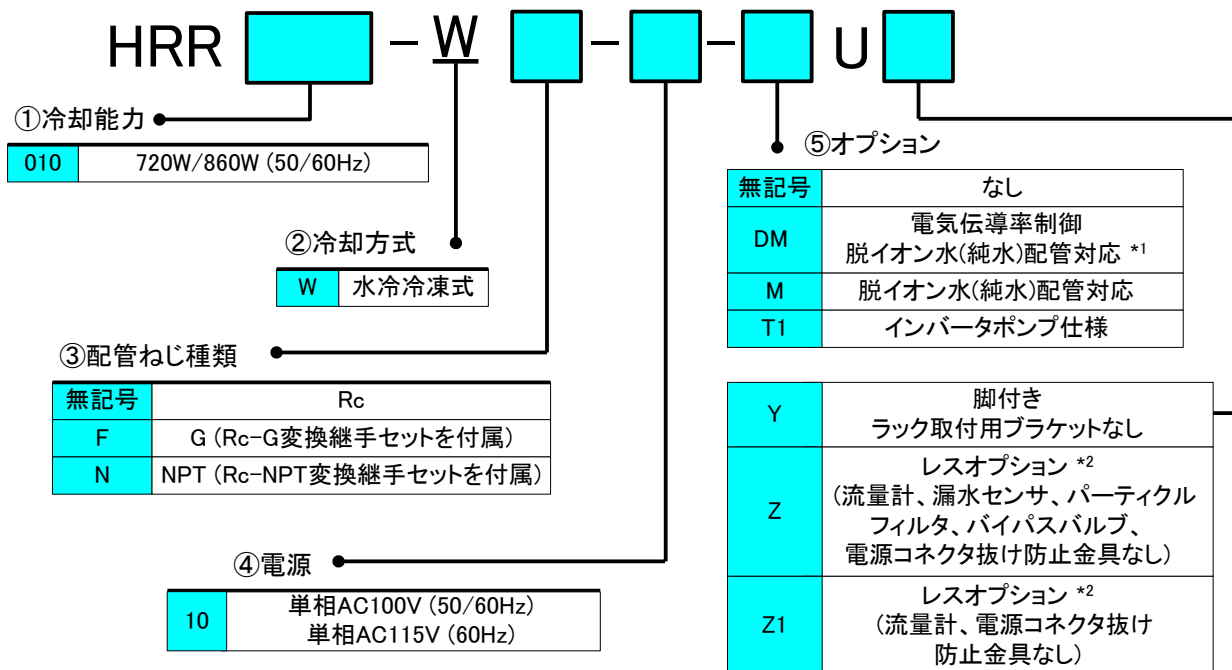 HRR - W - - U
①冷却能力
010 720W/860W (50/60Hz)
②冷却方式
W 水冷冷凍式
③配管ねじ種類
無記号 Rc
F G (Rc-G変換継手セットを付属)
N NPT (Rc-NPT変換継手セットを付属)
④電源
10 単相AC100V (50/60Hz)
単相AC115V (60Hz)
⑤オプション
無記号 なし
DM 電気伝導率制御
脱イオン水(純水)配管対応 *1
M 脱イオン水(純水)配管対応
T1 インバータポンプ仕様
Y 脚付き
ラック取付用ブラケットなし
Z レスオプション *2
(流量計、漏水センサ、パーティクル
フィルタ、バイパスバルブ、
電源コネクタ抜け防止金具なし)
Z1 レスオプション *2
(流量計、電源コネクタ抜け
防止金具なし)